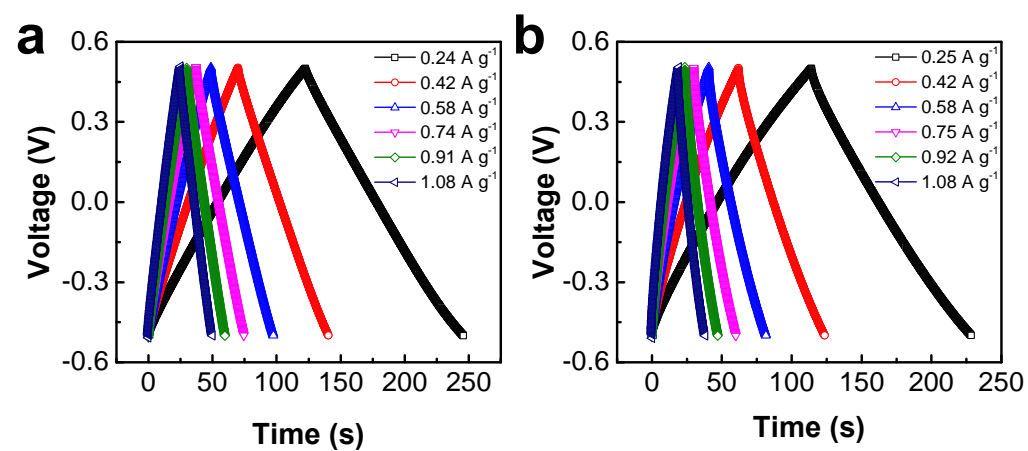 a
0.6
0.3
0.0
-0.3
-0.6
Voltage (V)
0.24 A g⁻¹
0.42 A g⁻¹
0.58 A g⁻¹
0.74 A g⁻¹
0.91 A g⁻¹
1.08 A g⁻¹
0 50 100 150 200 250
Time (s)
b
0.6
0.3
0.0
-0.3
-0.6
Voltage (V)
0.25 A g⁻¹
0.42 A g⁻¹
0.58 A g⁻¹
0.75 A g⁻¹
0.92 A g⁻¹
1.08 A g⁻¹
0 50 100 150 200 250
Time (s)